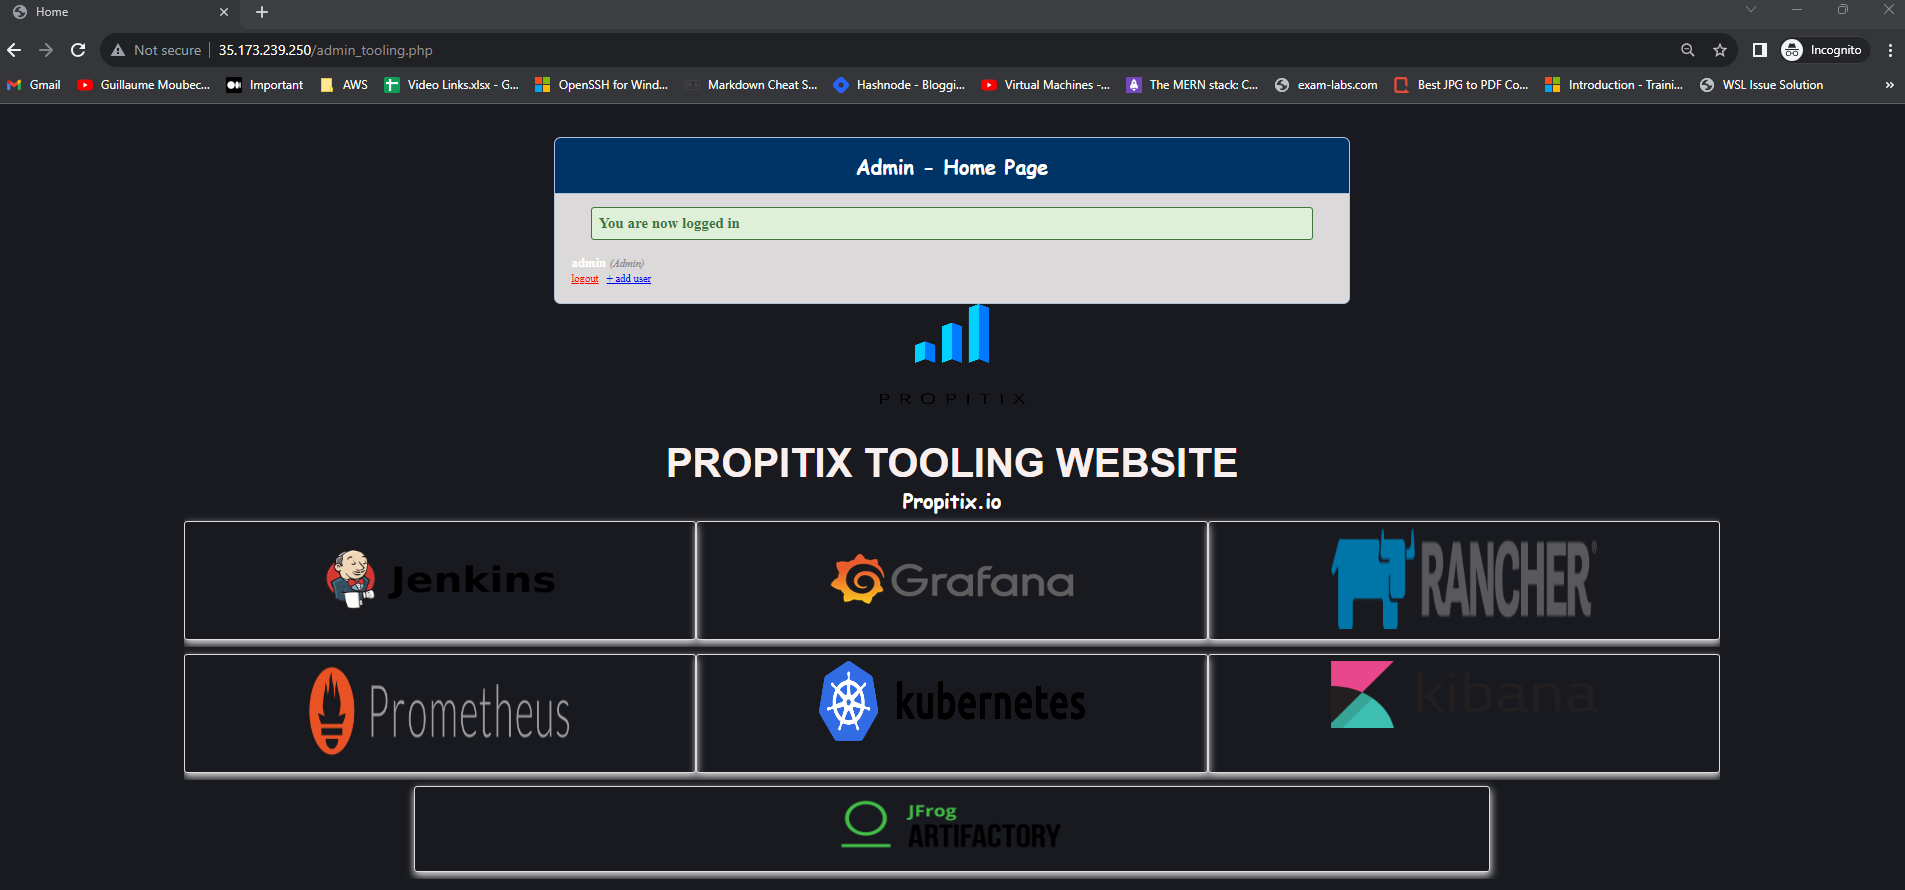 Home
Not secure 35.173.239.250/admin_tooling.php Incognito
Gmail Guillaume Moubec... Important AWS Video Links.xlsx - G... OpenSSH for Wind... Markdown Cheat S... Hashnode - Bloggi... Virtual Machines -... The MERN stack: C... exam-labs.com Best JPG to PDF Co... Introduction - Traini... WSL Issue Solution »
Admin - Home Page
You are now logged in
admin (Admin)
logout + add user
PROPITIX
PROPITIX TOOLING WEBSITE
Propitix.io
Jenkins Grafana RANCHER®
Prometheus kubernetes kibana
JFrog
ARTIFACTORY